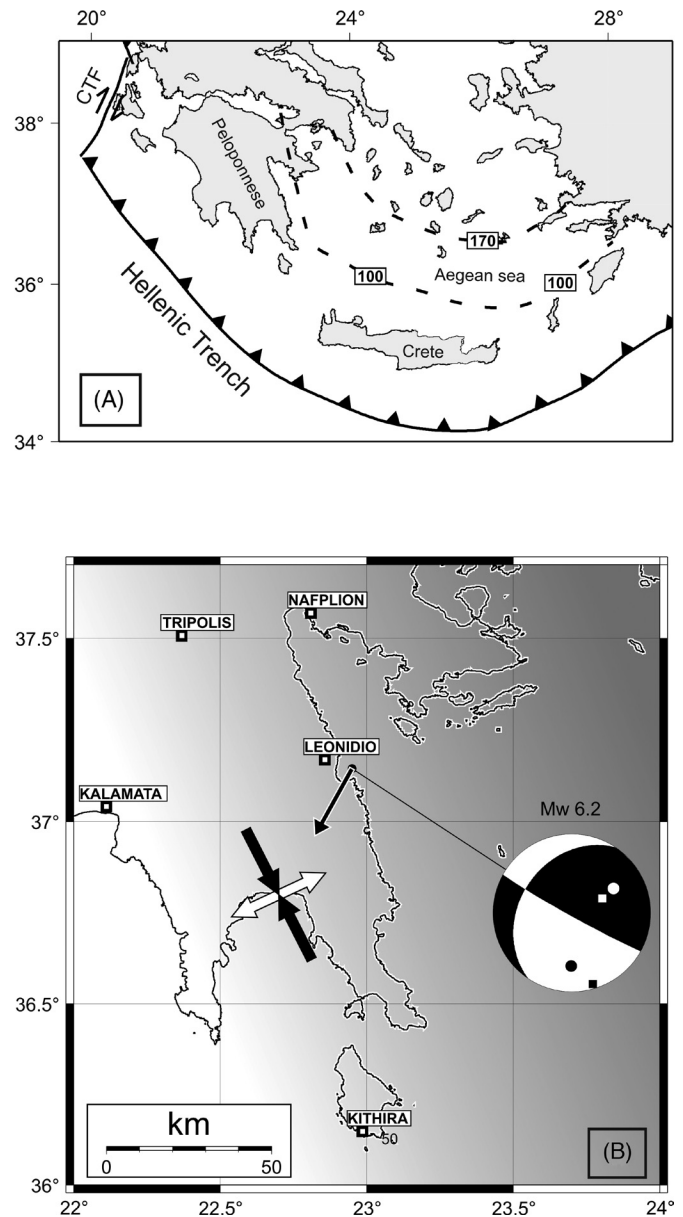 20°
24°
28°
CTF
38°
Peloponnese
170
36°
100
Aegean sea
100
Hellenic Trench
Crete
(A)
34°
NAFPLION
TRIPOLIS
37.5°
LEONIDIO
KALAMATA
Mw 6.2
37°
36.5°
km
0
50
KITHIRA
50
(B)
36°
22°
22.5°
23°
23.5°
24°